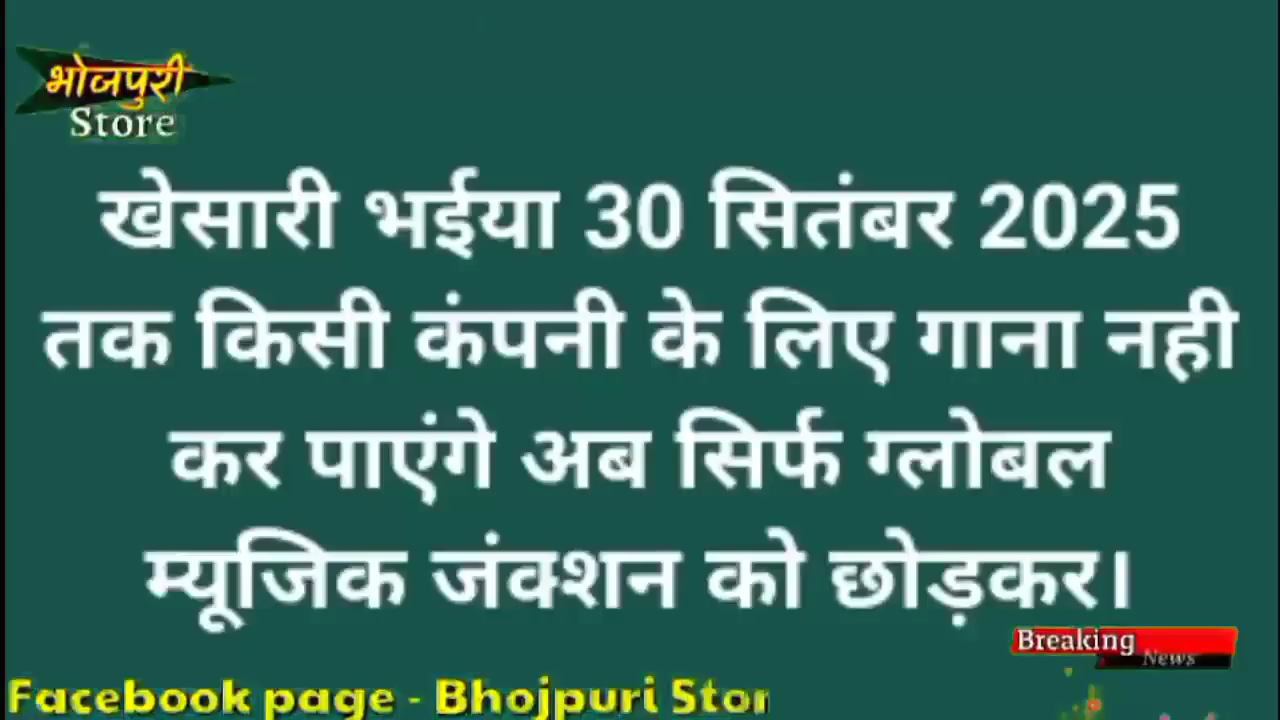 भोजपुरी
Store
खेसारी भईया 30 सितंबर 2025
तक किसी कंपनी के लिए गाना नही
कर पाएंगे अब सिर्फ ग्लोबल
म्यूजिक जंक्शन को छोड़कर।
Breaking
News
Facebook page - Bhojpuri Stor